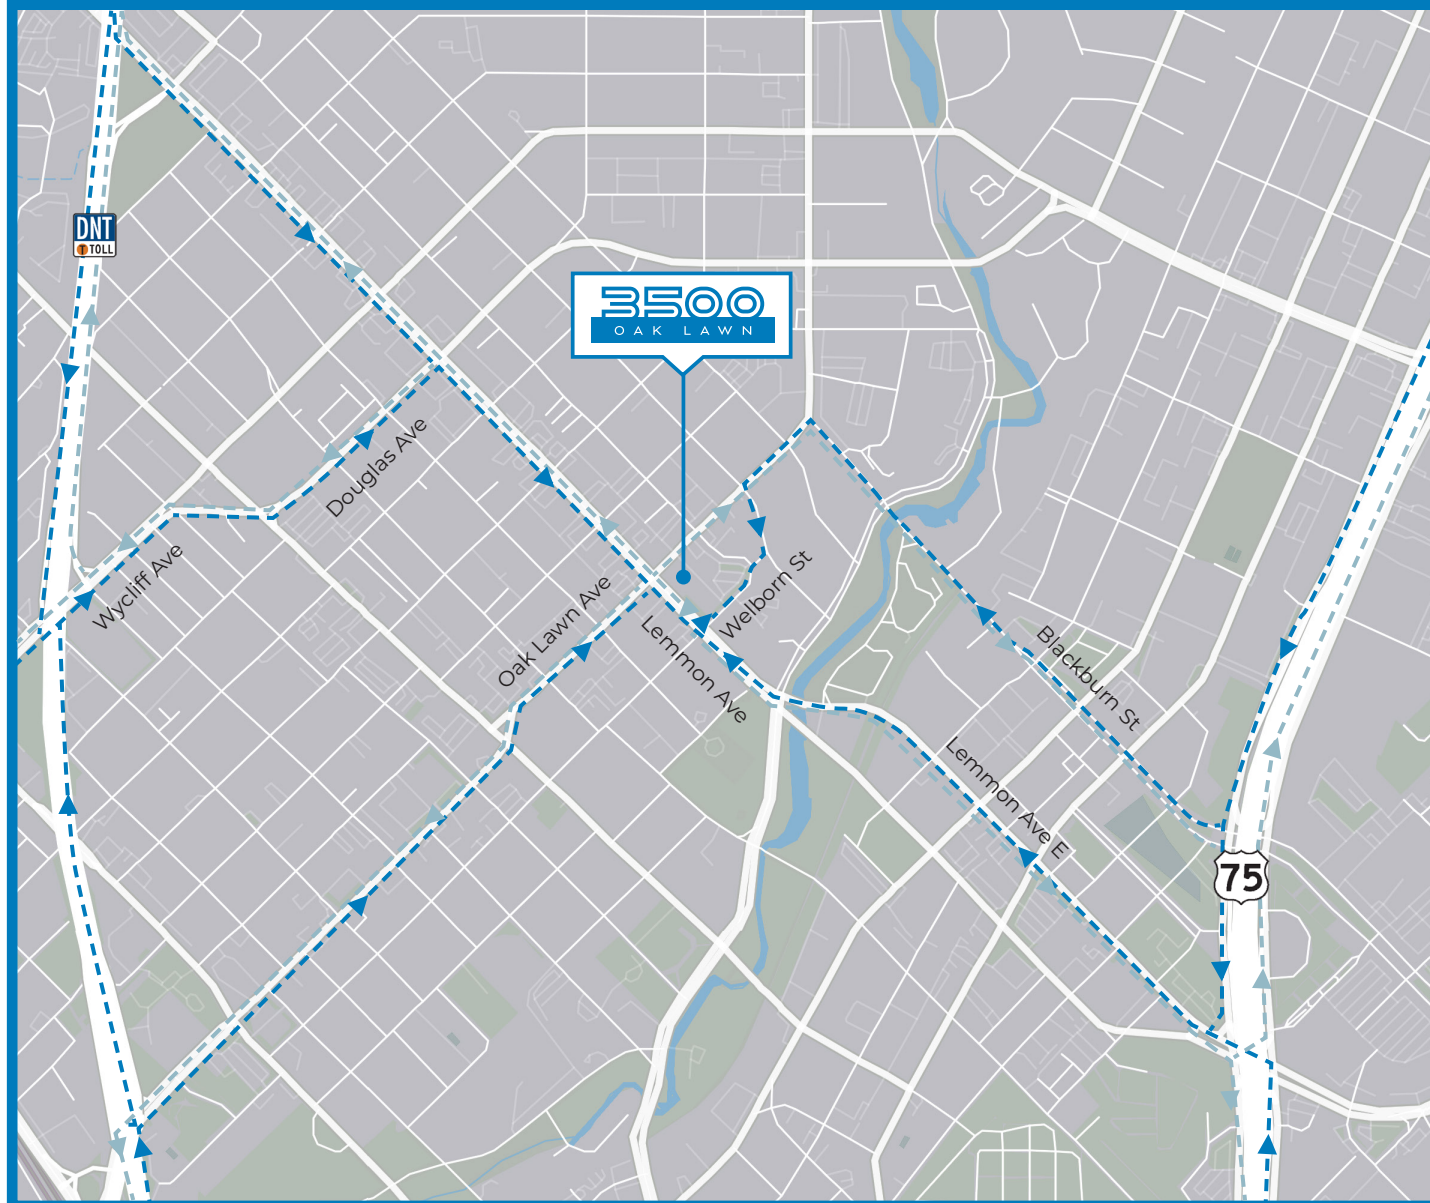 DNT
T TOLL
3500
OAK LAWN
Douglas Ave
Wycliff Ave
Oak Lawn Ave
Welborn St
Lemmon Ave
Blackburn St
Lemmon Ave E
75